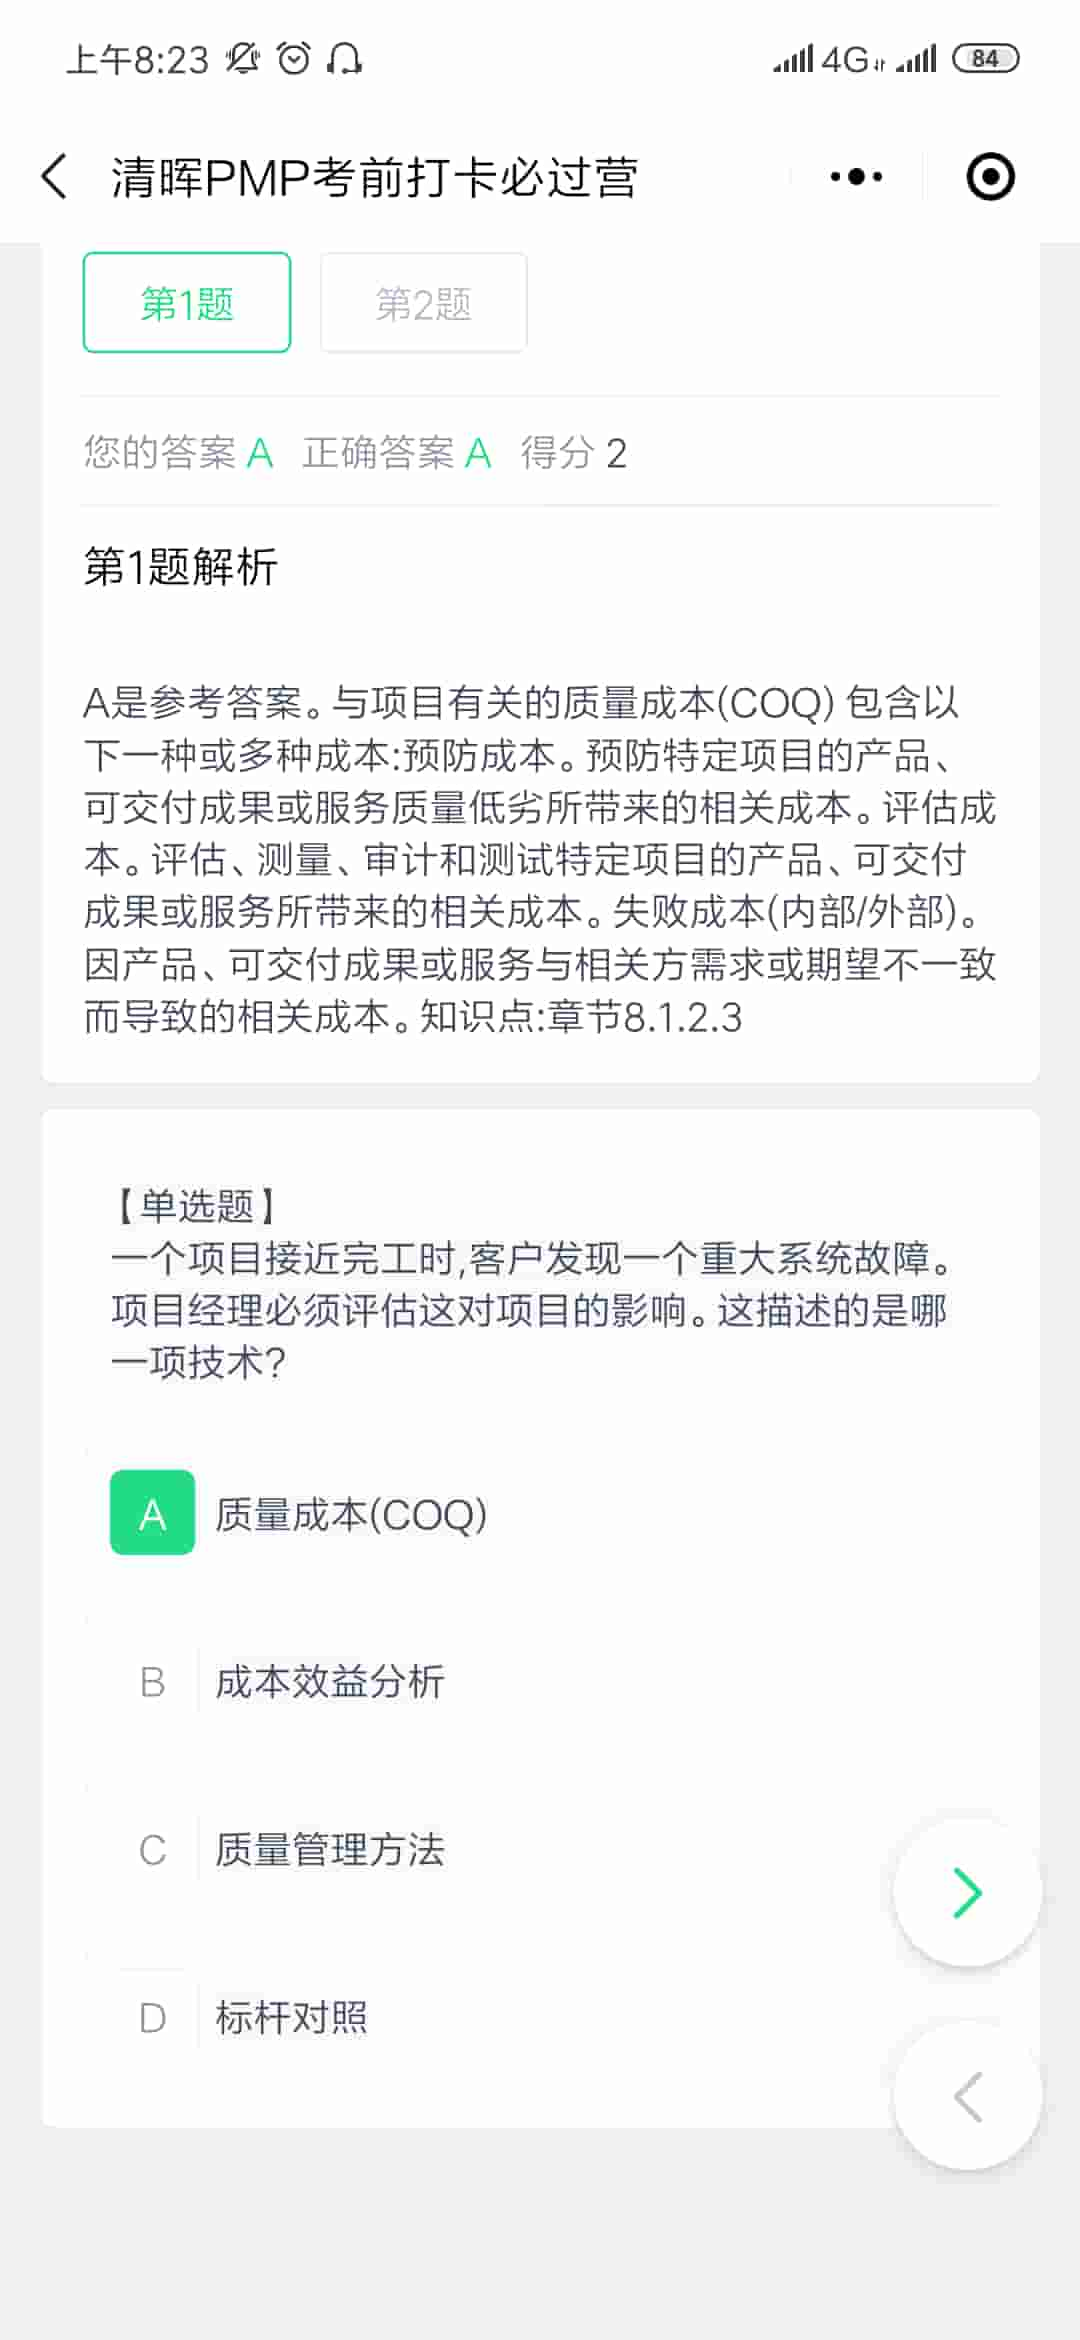 上午8:23 4G 84
清晖PMP考前打卡必过营
第1题 第2题
您的答案 A 正确答案 A 得分 2
第1题解析
A是参考答案。与项目有关的质量成本(COQ) 包含以
下一种或多种成本:预防成本。预防特定项目的产品、
可交付成果或服务质量低劣所带来的相关成本。评估成
本。评估、测量、审计和测试特定项目的产品、可交付
成果或服务所带来的相关成本。失败成本(内部/外部)。
因产品、可交付成果或服务与相关方需求或期望不一致
而导致的相关成本。知识点:章节8.1.2.3
【单选题】
一个项目接近完工时,客户发现一个重大系统故障。
项目经理必须评估这对项目的影响。这描述的是哪
一项技术?
A 质量成本(COQ)
B 成本效益分析
C 质量管理方法
D 标杆对照